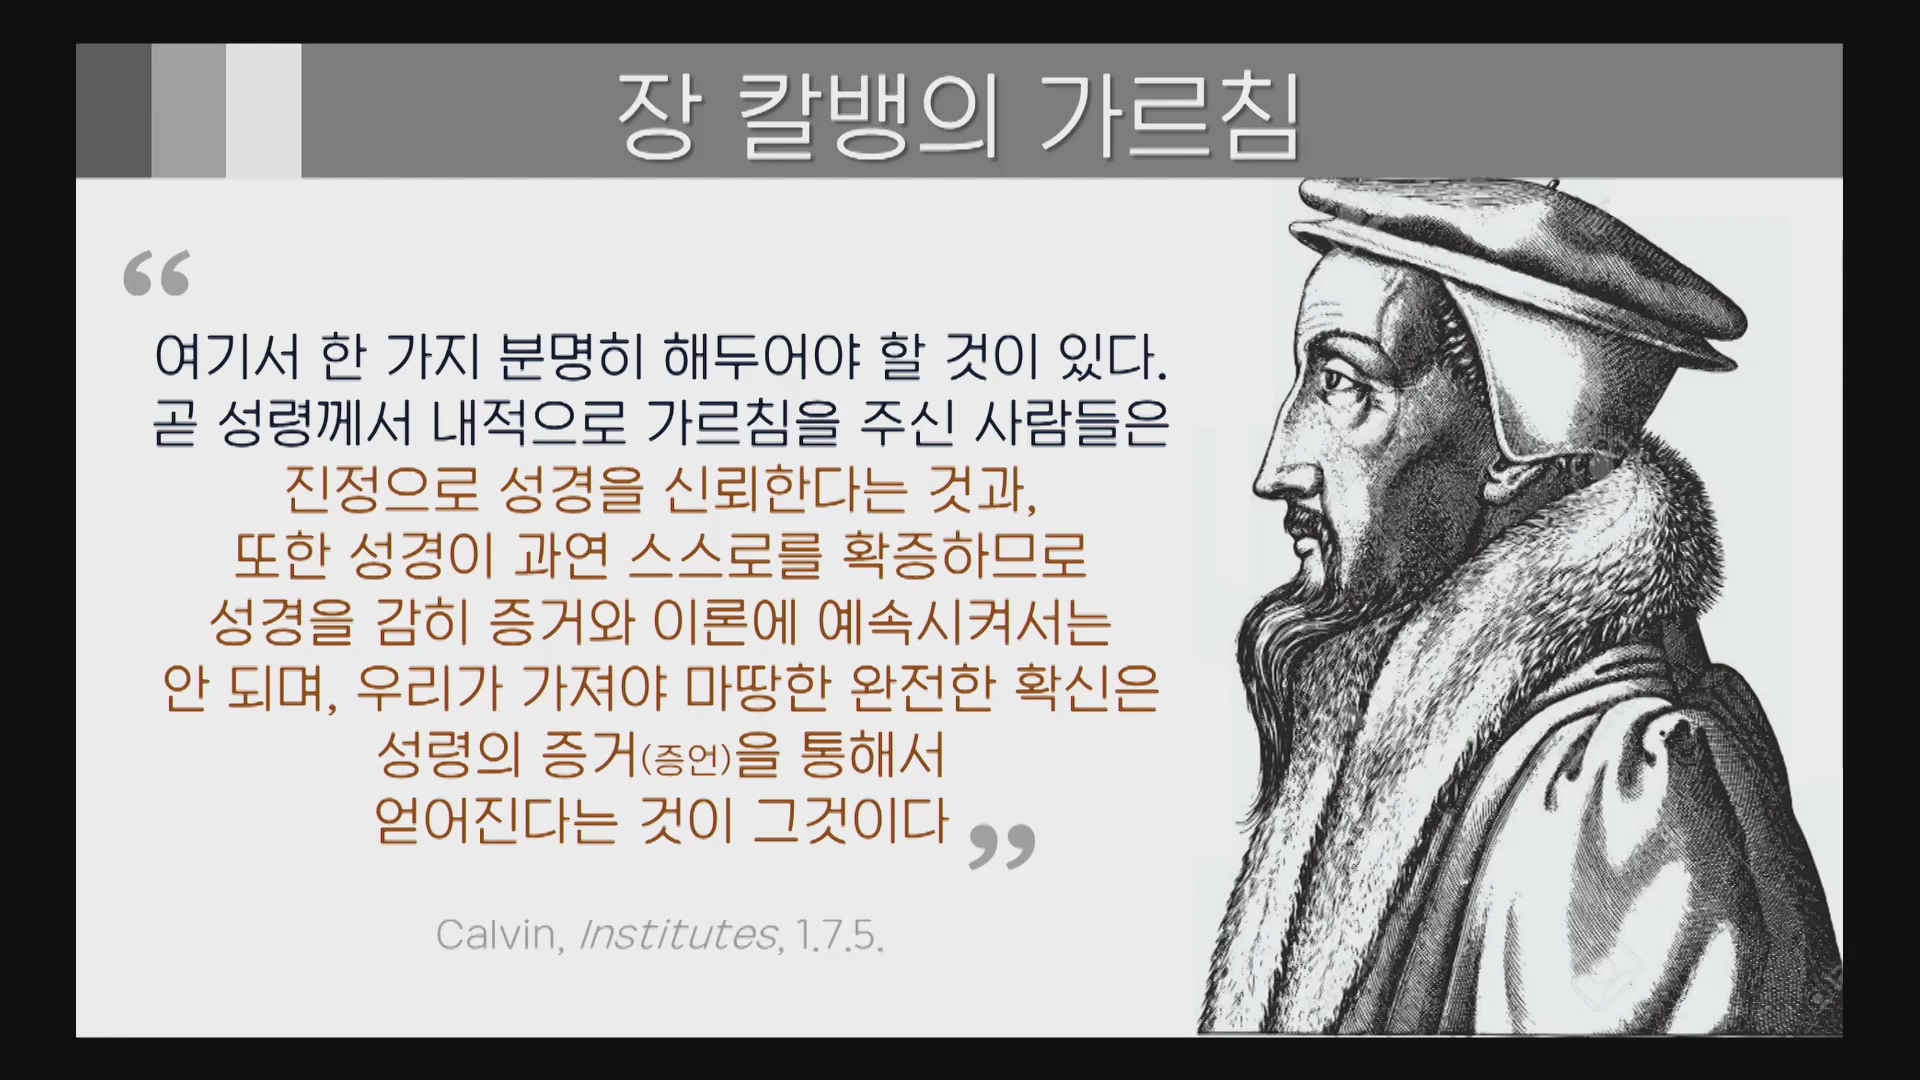 장 칼뱅의 가르침
“
여기서 한 가지 분명히 해두어야 할 것이 있다.
곧 성령께서 내적으로 가르침을 주신 사람들은
진정으로 성경을 신뢰한다는 것과,
또한 성경이 과연 스스로를 확증하므로
성경을 감히 증거와 이론에 예속시켜서는
안 되며, 우리가 가져야 마땅한 완전한 확신은
성령의 증거(증언)을 통해서
얻어진다는 것이 그것이다 ”
Calvin, Institutes, 1.7.5.